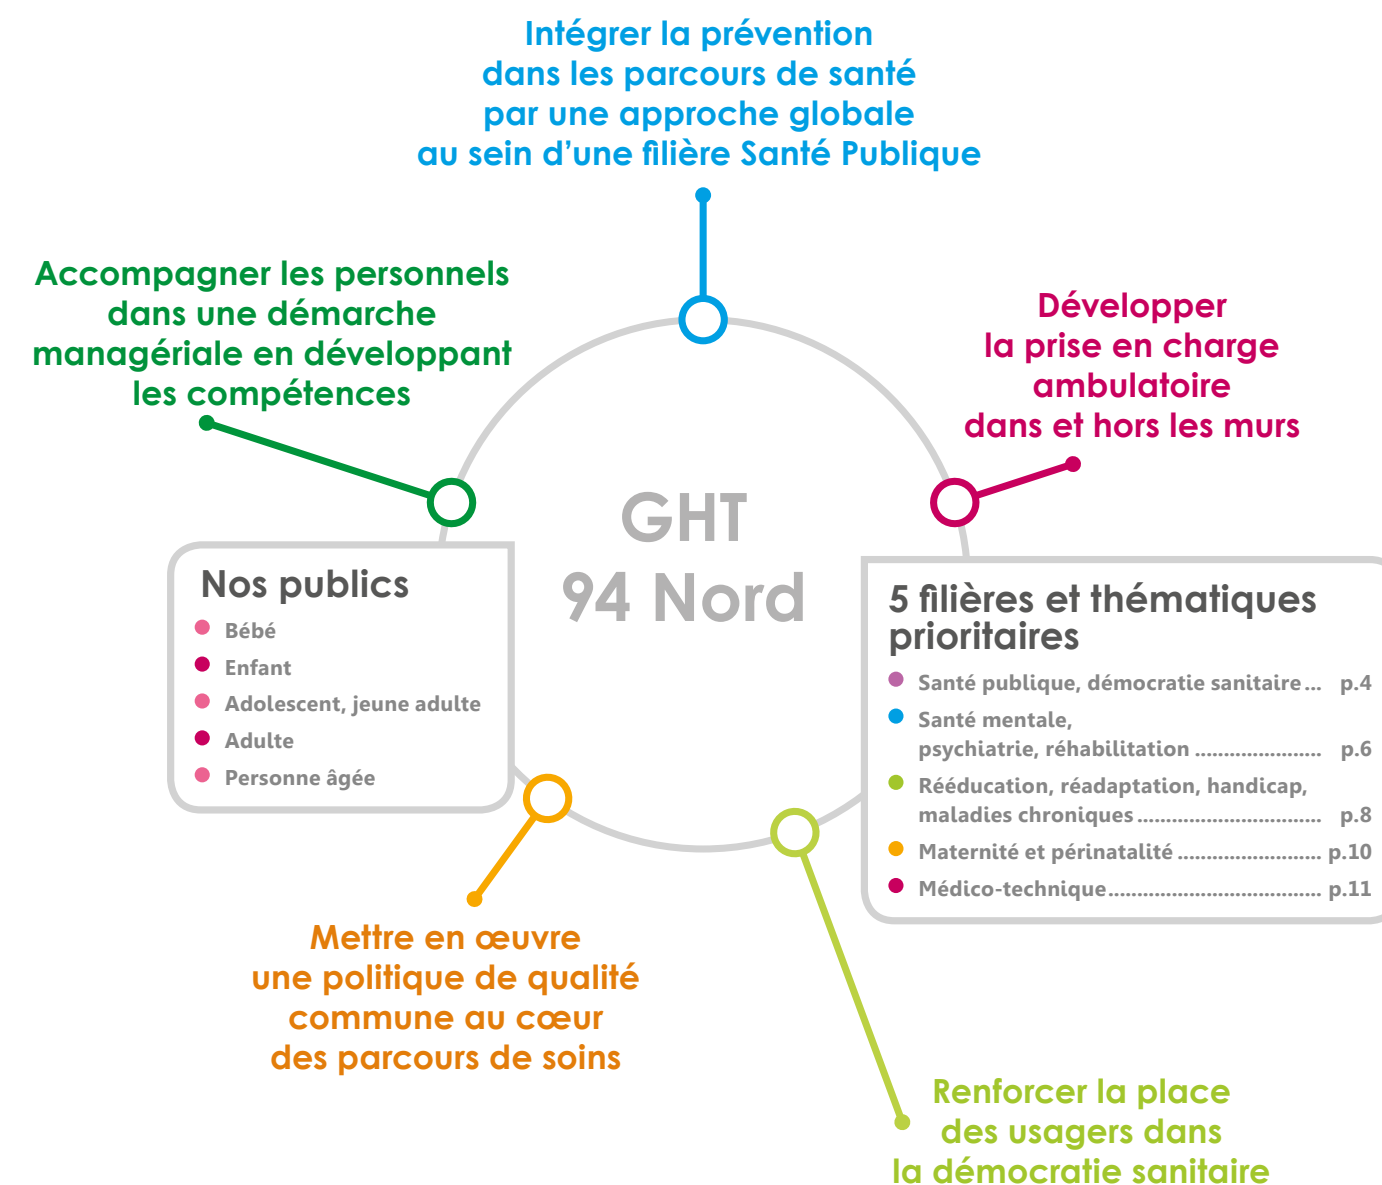 Intégrer la prévention
dans les parcours de santé
par une approche globale
au sein d'une filière Santé Publique
Accompagner les personnels
dans une démarche
managériale en développant
les compétences
Développer
la prise en charge
ambulatoire
dans et hors les murs
GHT
94 Nord
Nos publics
Bébé
Enfant
Adolescent, jeune adulte
Adulte
Personne âgée
5 filières et thématiques
prioritaires
Santé publique, démocratie sanitaire... p.4
Santé mentale,
psychiatrie, réhabilitation ...................... p.6
Rééducation, réadaptation, handicap,
maladies chroniques ................................ p.8
Maternité et périnatalité ......................... p.10
Médico-technique..................................... p.11
Mettre en œuvre
une politique de qualité
commune au cœur
des parcours de soins
Renforcer la place
des usagers dans
la démocratie sanitaire